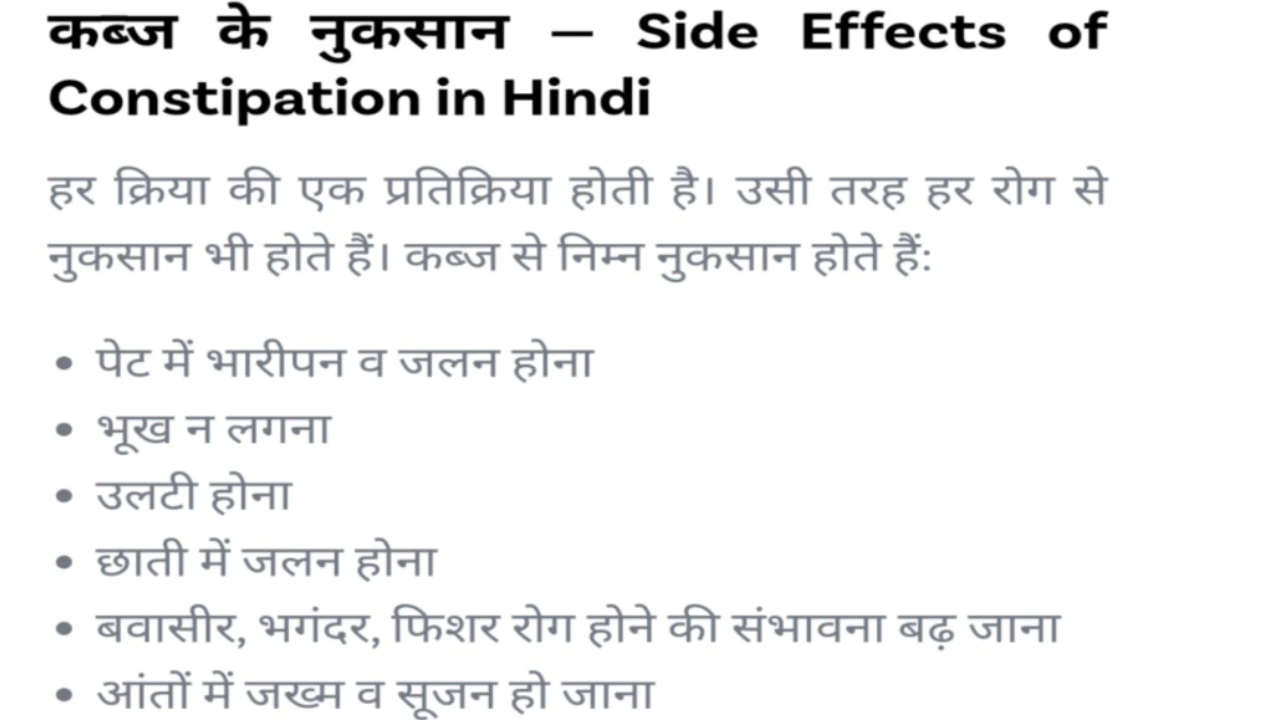 कब्ज के नुकसान — Side Effects of
Constipation in Hindi
हर क्रिया की एक प्रतिक्रिया होती है। उसी तरह हर रोग से
नुकसान भी होते हैं। कब्ज से निम्न नुकसान होते हैं:
• पेट में भारीपन व जलन होना
• भूख न लगना
• उलटी होना
• छाती में जलन होना
• बवासीर, भगंदर, फिशर रोग होने की संभावना बढ़ जाना
• आंतों में जख्म व सूजन हो जाना